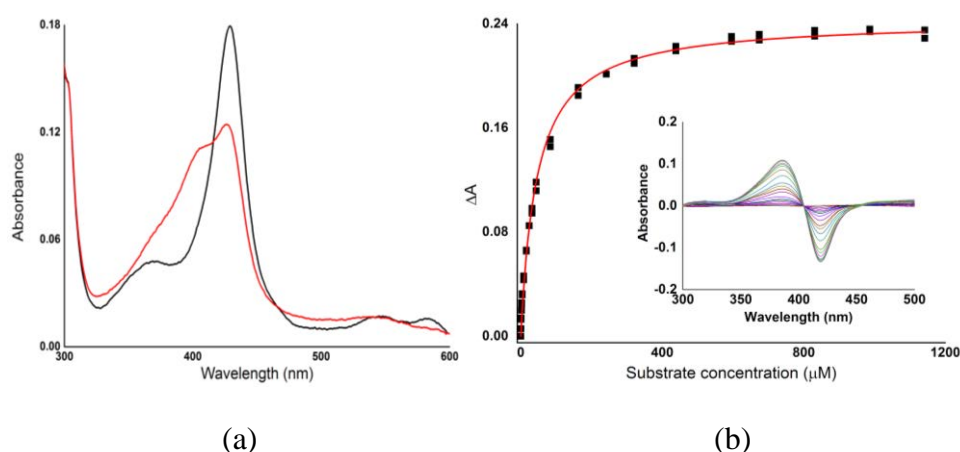 0.18
0.12
0.06
0.00
Absorbance
300
400
500
600
Wavelength (nm)
(a)
b)
0.24
0.16
0.08
0.00
ΔA
0
400
800
1200
Substrate concentration (μM)
0.2
0.1
0.0
-0.1
-0.2
Absorbance
300
350
400
450
500
Wavelength (nm)
(b)